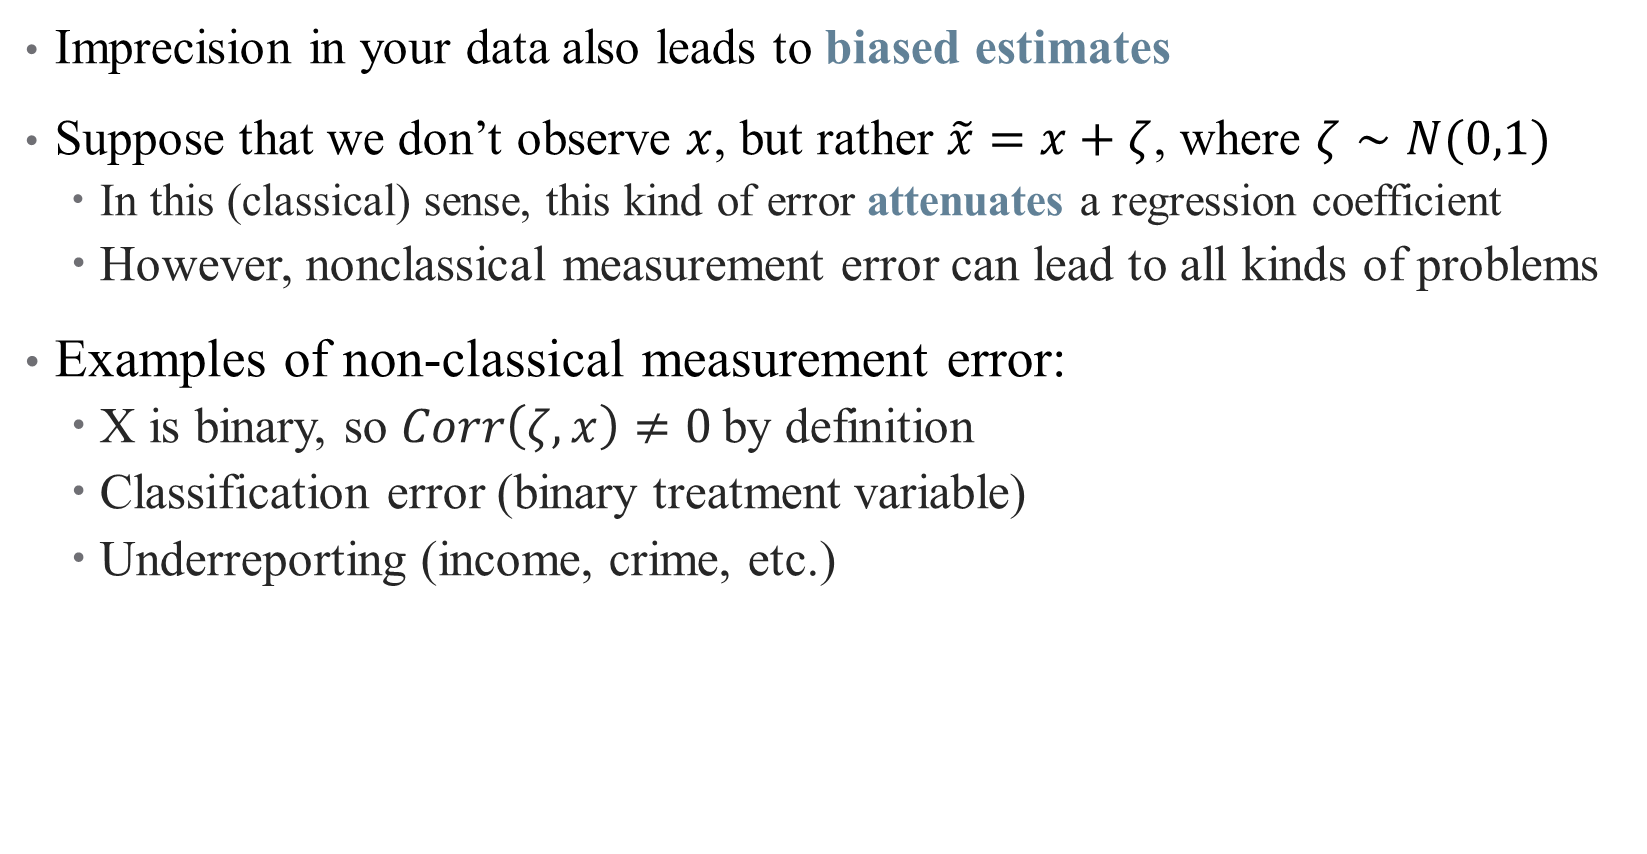 • Imprecision in your data also leads to biased estimates
• Suppose that we don’t observe x, but rather x̃ = x + ζ, where ζ ~ N(0,1)
• In this (classical) sense, this kind of error attenuates a regression coefficient
• However, nonclassical measurement error can lead to all kinds of problems
• Examples of non-classical measurement error:
• X is binary, so Corr(ζ, x) ≠ 0 by definition
• Classification error (binary treatment variable)
• Underreporting (income, crime, etc.)